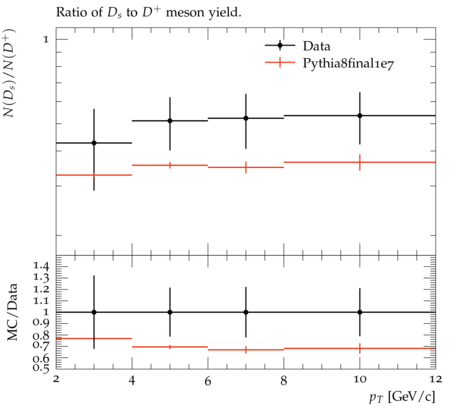 Ratio of D_s to D^+ meson yield.
N(D_s)/N(D^+)
1
Data
Pythia8final1e7
MC/Data
1.4
1.3
1.2
1.1
1
0.9
0.8
0.7
0.6
0.5
2 4 6 8 10 12
p_T [GeV/c]